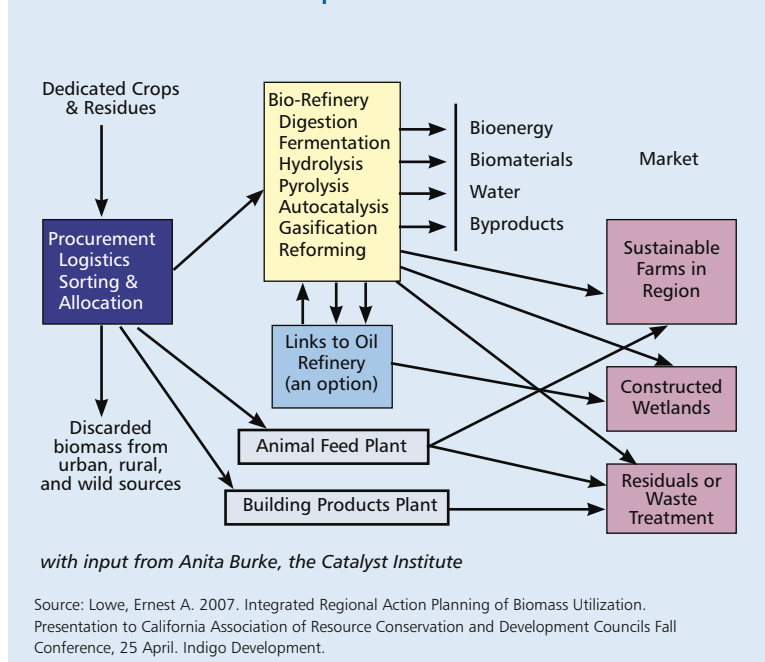 Dedicated Crops
& Residues
Bio-Refinery
Digestion
Fermentation
Hydrolysis
Pyrolysis
Autocatalysis
Gasification
Reforming
Bioenergy
Biomaterials
Water
Byproducts
Market
Procurement
Logistics
Sorting &
Allocation
Sustainable
Farms in
Region
Links to Oil
Refinery
(an option)
Constructed
Wetlands
Discarded
biomass from
urban, rural,
and wild sources
Animal Feed Plant
Building Products Plant
Residuals or
Waste
Treatment
with input from Anita Burke, the Catalyst Institute
Source: Lowe, Ernest A. 2007. Integrated Regional Action Planning of Biomass Utilization.
Presentation to California Association of Resource Conservation and Development Councils Fall
Conference, 25 April. Indigo Development.